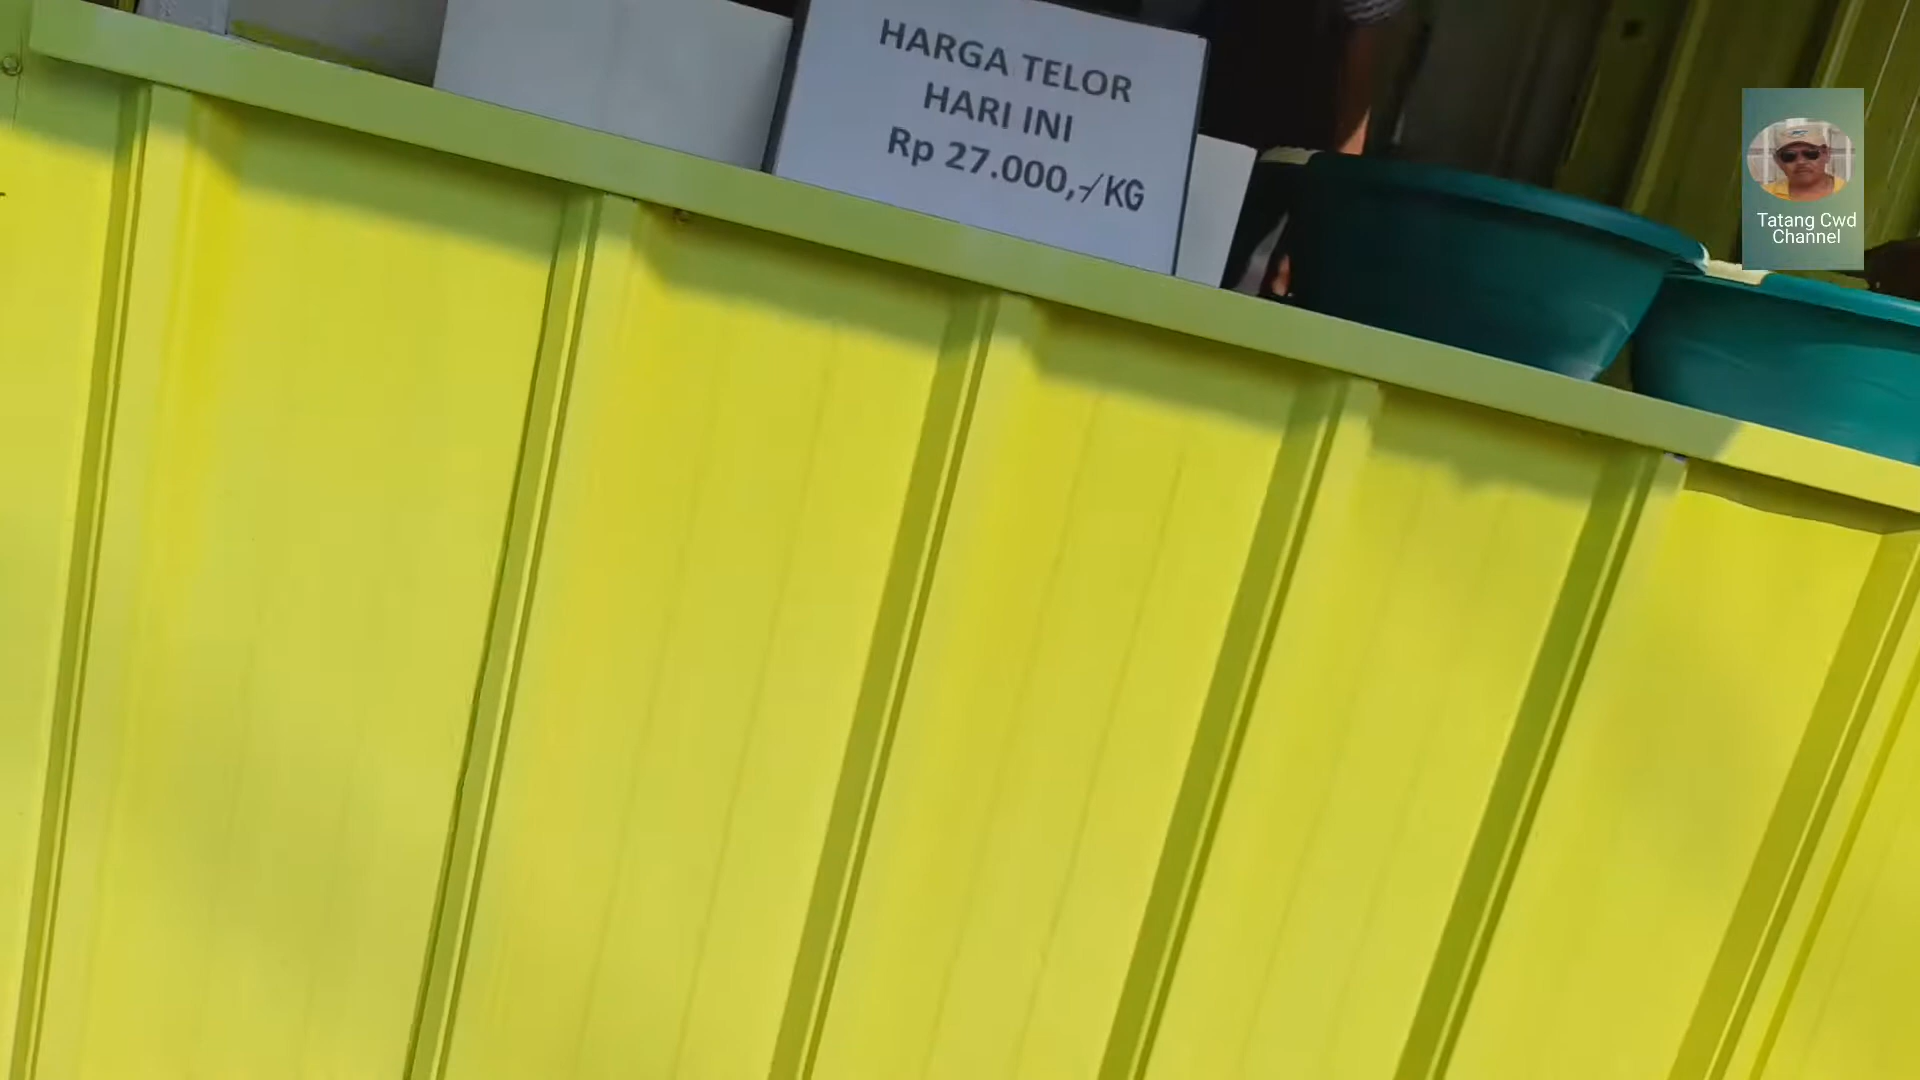 HARGA TELOR
HARI INI
Rp 27.000,-/KG
Tatang Cwd
Channel